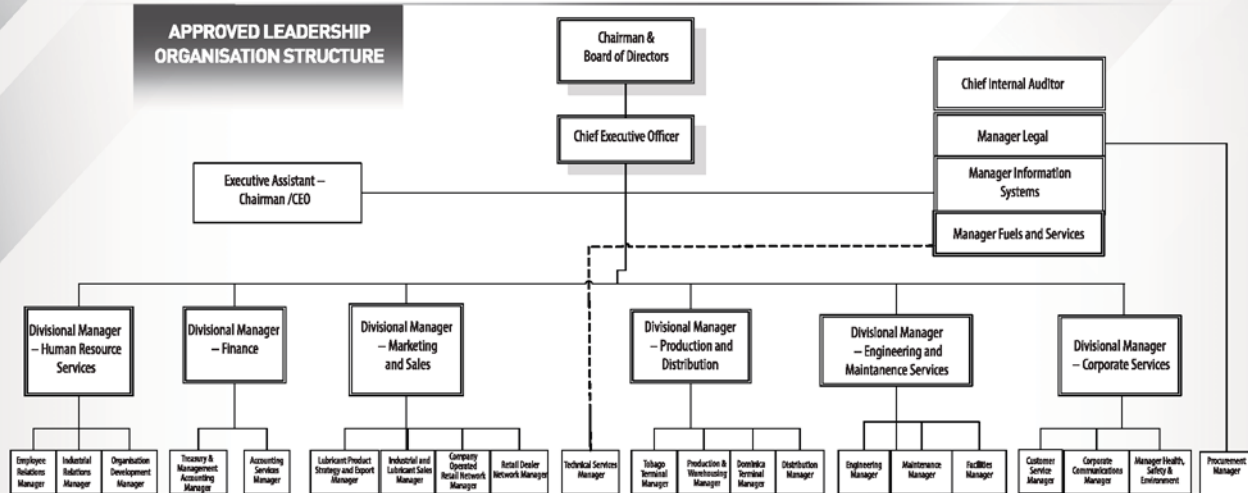 APPROVED LEADERSHIP
ORGANISATION STRUCTURE
Chairman &
Board of Directors
Chief Executive Officer
Executive Assistant –
Chairman /CEO
Chief Internal Auditor
Manager Legal
Manager Information
Systems
Manager Fuels and Services
Divisional Manager
– Human Resource
Services
Divisional Manager
– Finance
Divisional Manager
– Marketing
and Sales
Divisional Manager
– Production and
Distribution
Divisional Manager
– Engineering and
Maintanence Services
Divisional Manager
– Corporate Services
Employee
Relations
Manager
Industrial
Relations
Manager
Organisation
Development
Manager
Treasury &
Management
Accounting
Manager
Accounting
Services
Manager
Lubricant Product
Strategy and Export
Manager
Industrial and
Lubricant Sales
Manager
Company
Operated
Retail Network
Manager
Retail Dealer
Network Manager
Technical Services
Manager
Tobago
Terminal
Manager
Production &
Warehousing
Manager
Dominica
Terminal
Manager
Distribution
Manager
Engineering
Manager
Maintenance
Manager
Facilities
Manager
Customer
Service
Manager
Corporate
Communications
Manager
Manager Health,
Safety &
Environment
Procurement
Manager